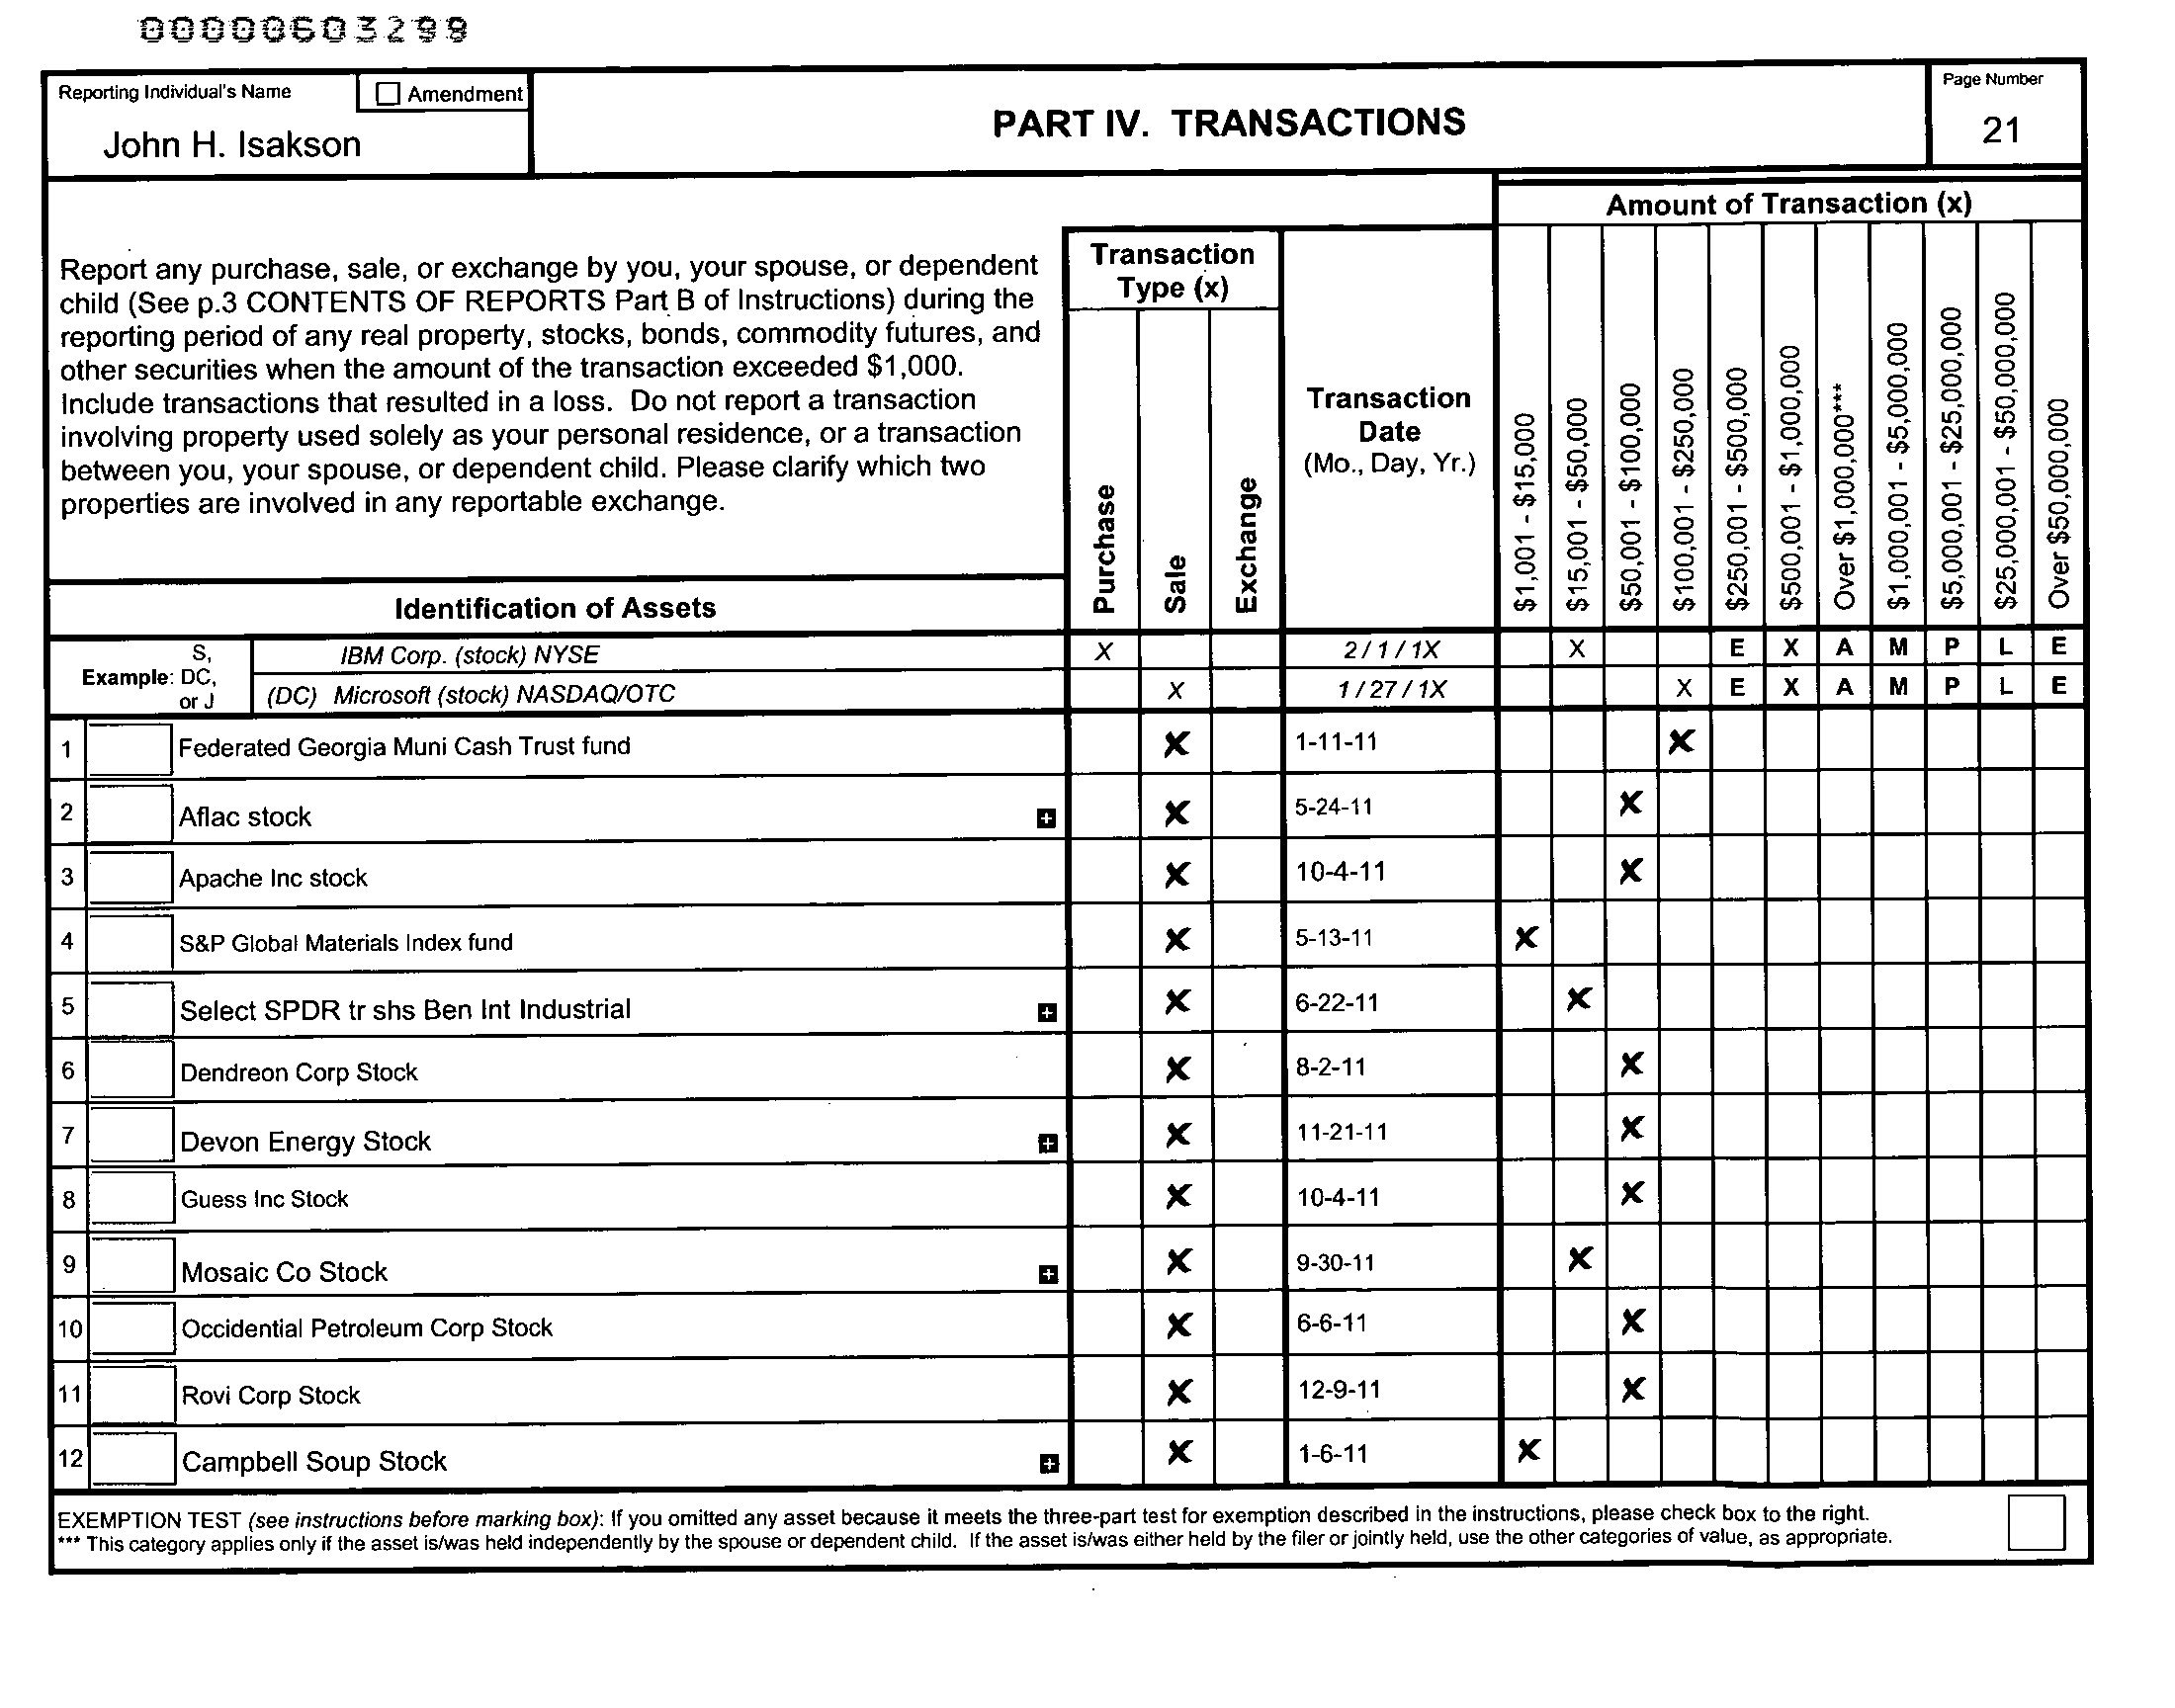 00000603299
Reporting Individual's Name
Amendment
John H. Isakson
PART IV. TRANSACTIONS
Page Number
21
Amount of Transaction (x)
Report any purchase, sale, or exchange by you, your spouse, or dependent
child (See p.3 CONTENTS OF REPORTS Part B of Instructions) during the
reporting period of any real property, stocks, bonds, commodity futures, and
other securities when the amount of the transaction exceeded $1,000.
Include transactions that resulted in a loss. Do not report a transaction
involving property used solely as your personal residence, or a transaction
between you, your spouse, or dependent child. Please clarify which two
properties are involved in any reportable exchange.
Transaction
Type (x)
Purchase
Sale
Exchange
Transaction
Date
(Mo., Day, Yr.)
$1,001 - $15,000
$15,001 - $50,000
$50,001 - $100,000
$100,001 - $250,000
$250,001 - $500,000
$500,001 - $1,000,000
Over $1,000,000***
$1,000,001 - $5,000,000
$5,000,001 - $25,000,000
$25,000,001 - $50,000,000
Over $50,000,000
Identification of Assets
Example: S, DC, or J
IBM Corp. (stock) NYSE X 2 / 1 / 1X X E X A M P L E
(DC) Microsoft (stock) NASDAQ/OTC X 1 / 27 / 1X X E X A M P L E
1 Federated Georgia Muni Cash Trust fund X 1-11-11 X
2 Aflac stock + X 5-24-11 X
3 Apache Inc stock X 10-4-11 X
4 S&P Global Materials Index fund X 5-13-11 X
5 Select SPDR tr shs Ben Int Industrial + X 6-22-11 X
6 Dendreon Corp Stock X 8-2-11 X
7 Devon Energy Stock + X 11-21-11 X
8 Guess Inc Stock X 10-4-11 X
9 Mosaic Co Stock + X 9-30-11 X
10 Occidential Petroleum Corp Stock X 6-6-11 X
11 Rovi Corp Stock X 12-9-11 X
12 Campbell Soup Stock + X 1-6-11 X
EXEMPTION TEST (see instructions before marking box): If you omitted any asset because it meets the three-part test for exemption described in the instructions, please check box to the right.
*** This category applies only if the asset is/was held independently by the spouse or dependent child. If the asset is/was either held by the filer or jointly held, use the other categories of value, as appropriate.